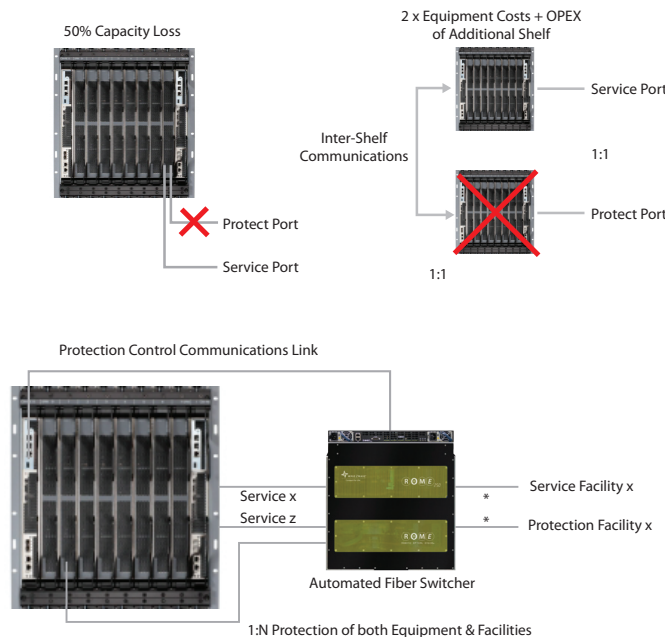 50% Capacity Loss
2 x Equipment Costs + OPEX
of Additional Shelf
Service Port
Inter-Shelf
Communications
1:1
Protect Port
Protect Port
1:1
Service Port
Protection Control Communications Link
ROME
Service x
Service Facility x
*
Service z
*
Protection Facility x
ROME
Automated Fiber Switcher
1:N Protection of both Equipment & Facilities